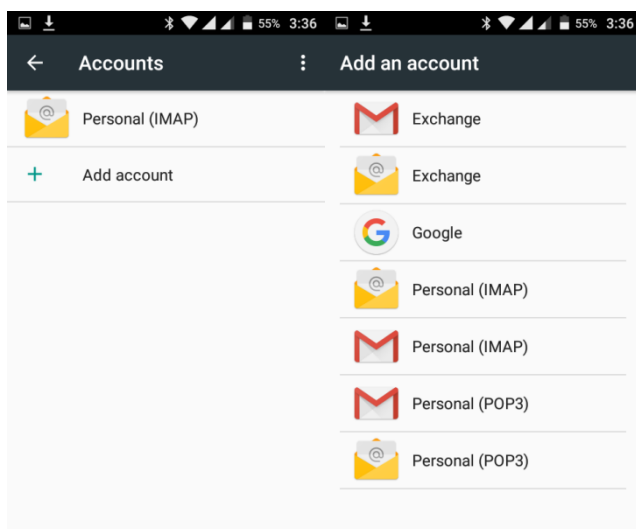 55% 3:36
Accounts
@ Personal (IMAP)
+ Add account
55% 3:36
Add an account
Exchange
@ Exchange
G Google
@ Personal (IMAP)
Personal (IMAP)
Personal (POP3)
@ Personal (POP3)